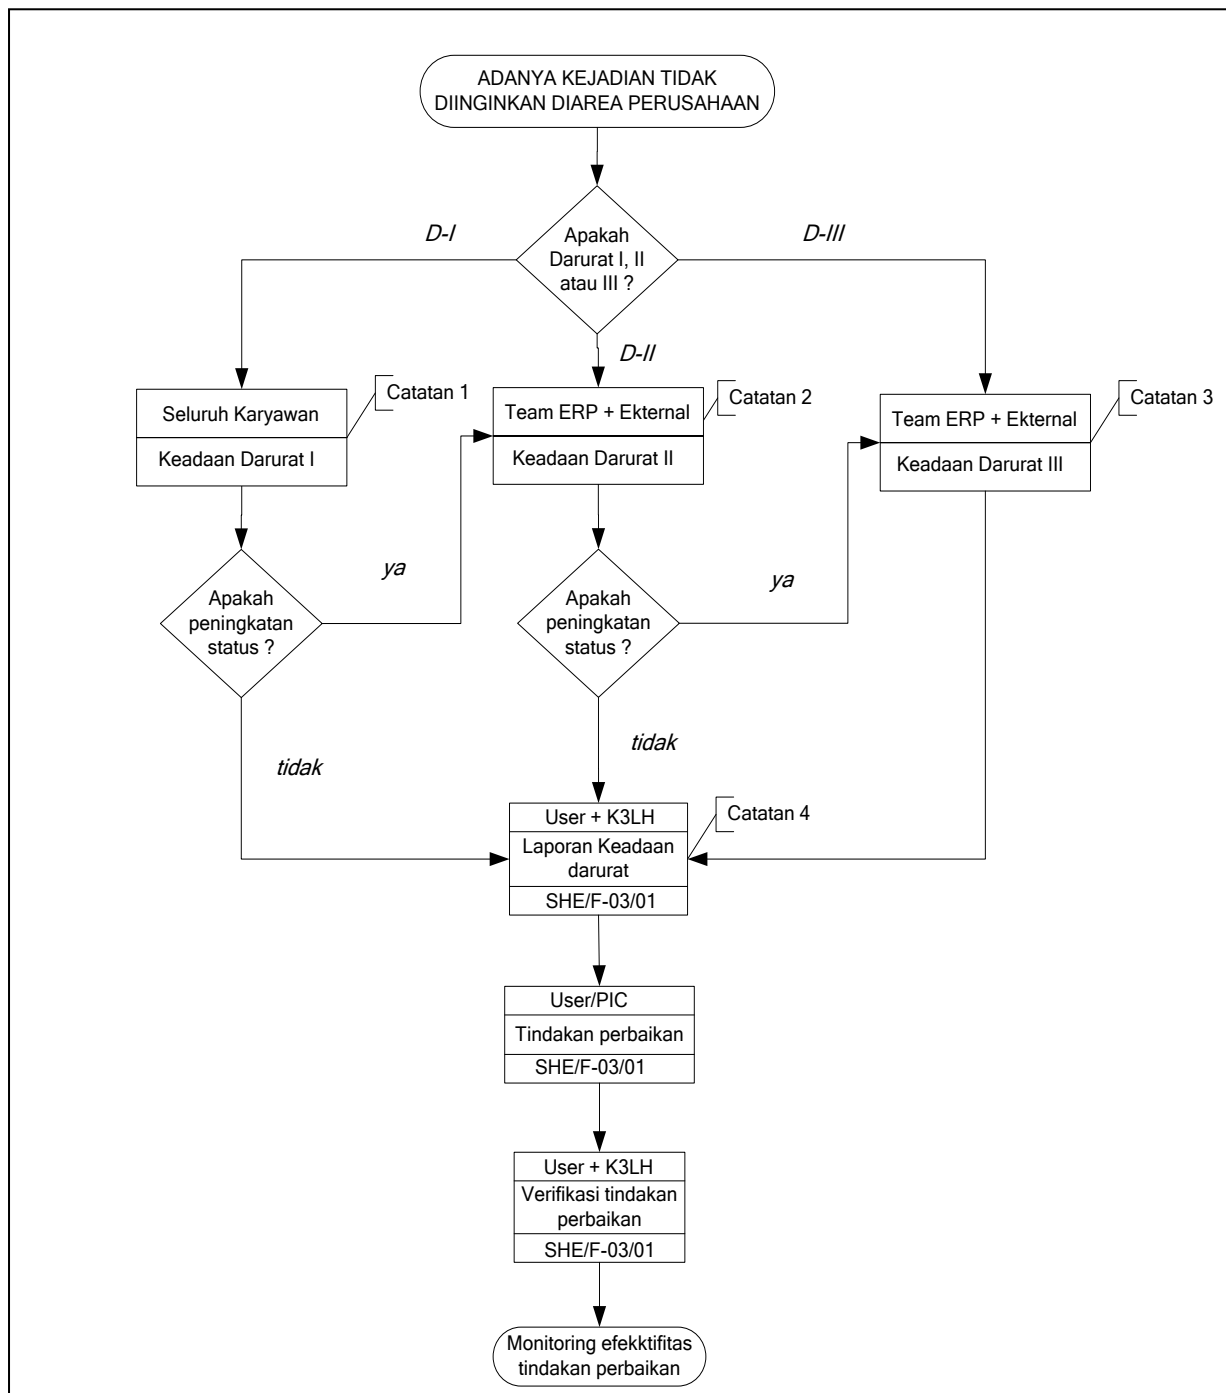 ADANYA KEJADIAN TIDAK
DIINGINKAN DIAREA PERUSAHAAN
Apakah
Darurat I, II
atau III ?
D-I
D-III
D-II
Seluruh Karyawan
Keadaan Darurat I
Catatan 1
Team ERP + Ekternal
Keadaan Darurat II
Catatan 2
Team ERP + Ekternal
Keadaan Darurat III
Catatan 3
Apakah
peningkatan
status ?
ya
tidak
Apakah
peningkatan
status ?
ya
tidak
User + K3LH
Laporan Keadaan
darurat
SHE/F-03/01
Catatan 4
User/PIC
Tindakan perbaikan
SHE/F-03/01
User + K3LH
Verifikasi tindakan
perbaikan
SHE/F-03/01
Monitoring efekktifitas
tindakan perbaikan